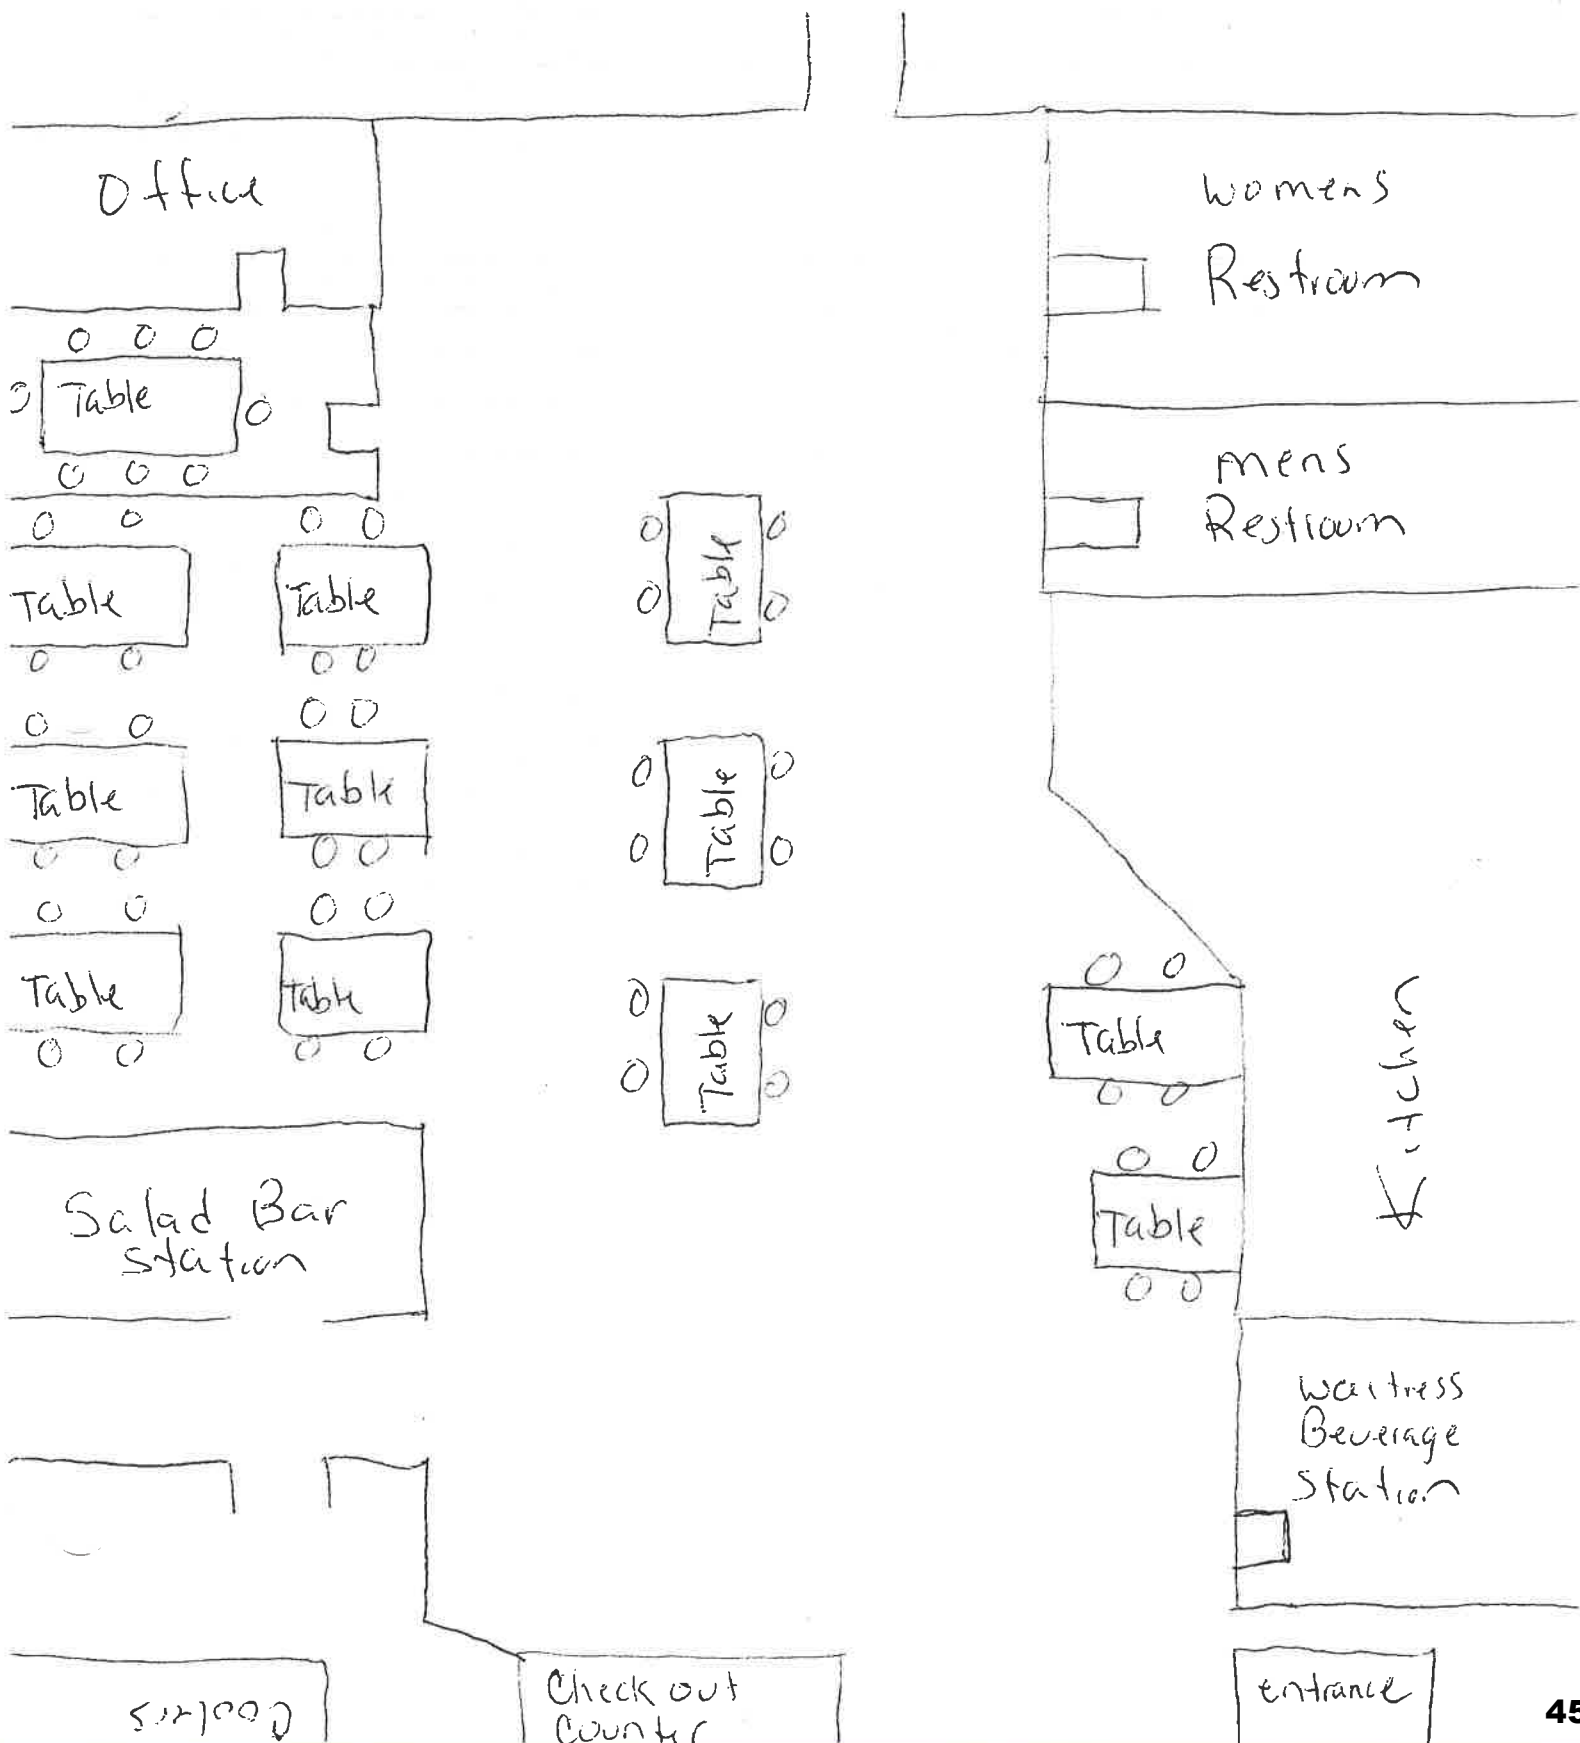 Office
womens
Restroom
Table
mens
Restroom
Table
Table
Table
Table
Table
Table
Table
Table
Table
Table
Table
Kitchen
Salad Bar
Station
Table
waitress
Beverage
Station
Coolers
Check out
Counter
entrance
45